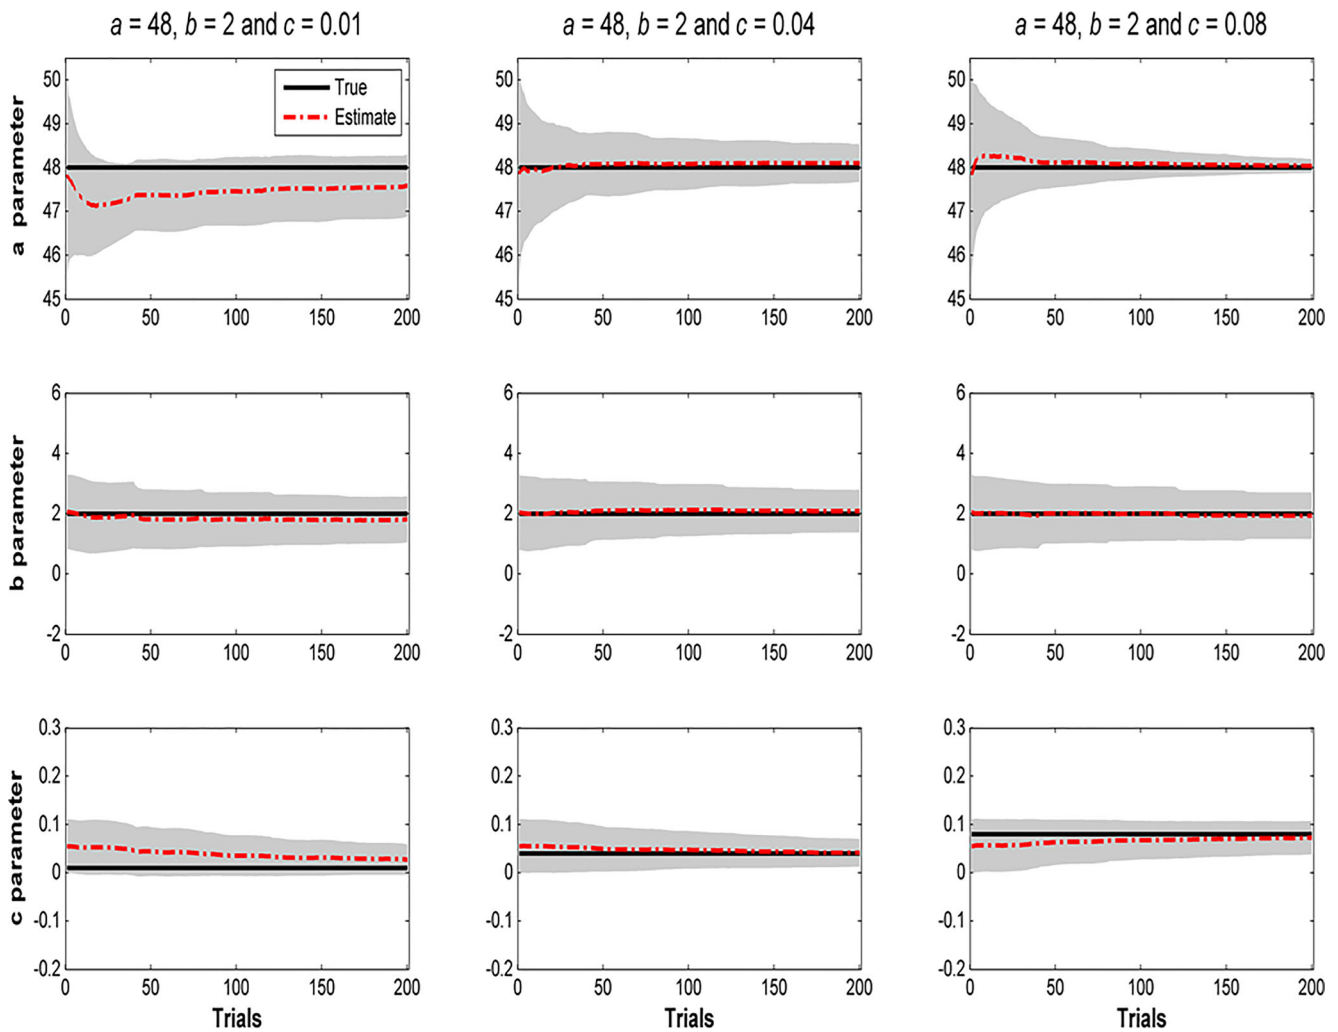 a = 48, b = 2 and c = 0.01
a = 48, b = 2 and c = 0.04
a = 48, b = 2 and c = 0.08
a parameter
50
49
48
47
46
45
0 50 100 150 200
True
Estimate
50
49
48
47
46
45
0 50 100 150 200
50
49
48
47
46
45
0 50 100 150 200
b parameter
6
4
2
0
-2
0 50 100 150 200
6
4
2
0
-2
0 50 100 150 200
6
4
2
0
-2
0 50 100 150 200
c parameter
0.3
0.2
0.1
0
-0.1
-0.2
0 50 100 150 200
Trials
0.3
0.2
0.1
0
-0.1
-0.2
0 50 100 150 200
Trials
0.3
0.2
0.1
0
-0.1
-0.2
0 50 100 150 200
Trials